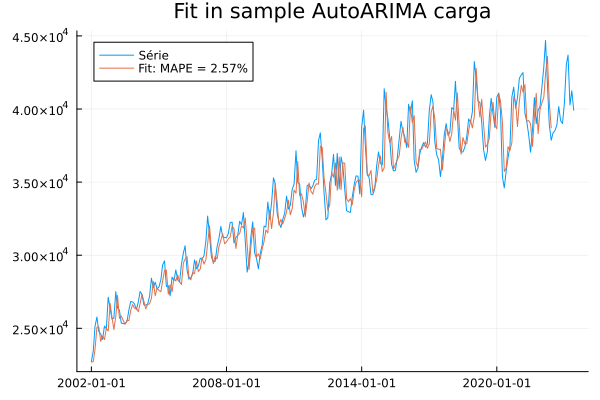 Fit in sample AutoARIMA carga
4.50×10⁴
Série
Fit: MAPE = 2.57%
4.00×10⁴
3.50×10⁴
3.00×10⁴
2.50×10⁴
2002-01-01 2008-01-01 2014-01-01 2020-01-01